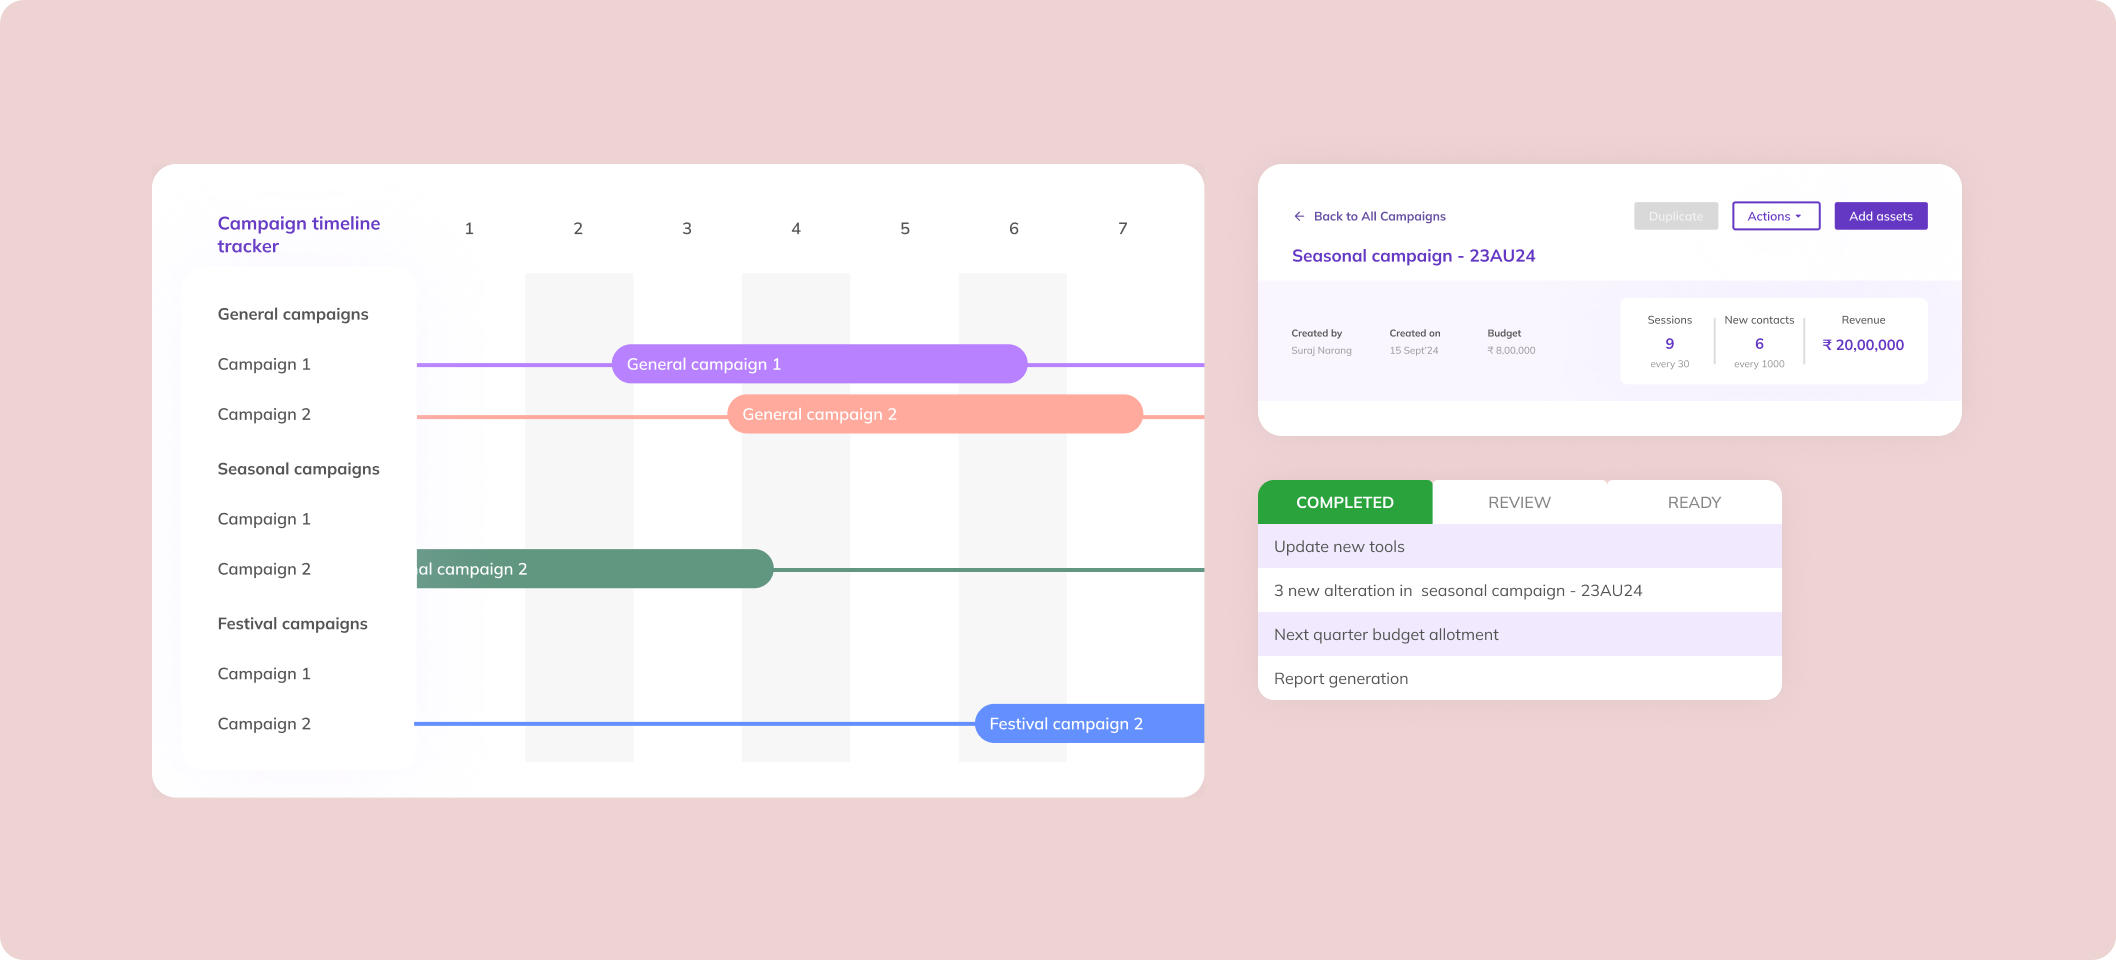 Campaign timeline
tracker
1 2 3 4 5 6 7
General campaigns
Campaign 1
General campaign 1
Campaign 2
General campaign 2
Seasonal campaigns
Campaign 1
Campaign 2
al campaign 2
Festival campaigns
Campaign 1
Campaign 2
Festival campaign 2
← Back to All Campaigns
Duplicate
Actions
Add assets
Seasonal campaign - 23AU24
Created by
Suraj Narang
Created on
15 Sept'24
Budget
₹ 8,00,000
Sessions
9
every 30
New contacts
6
every 1000
Revenue
₹ 20,00,000
COMPLETED REVIEW READY
Update new tools
3 new alteration in  seasonal campaign - 23AU24
Next quarter budget allotment
Report generation